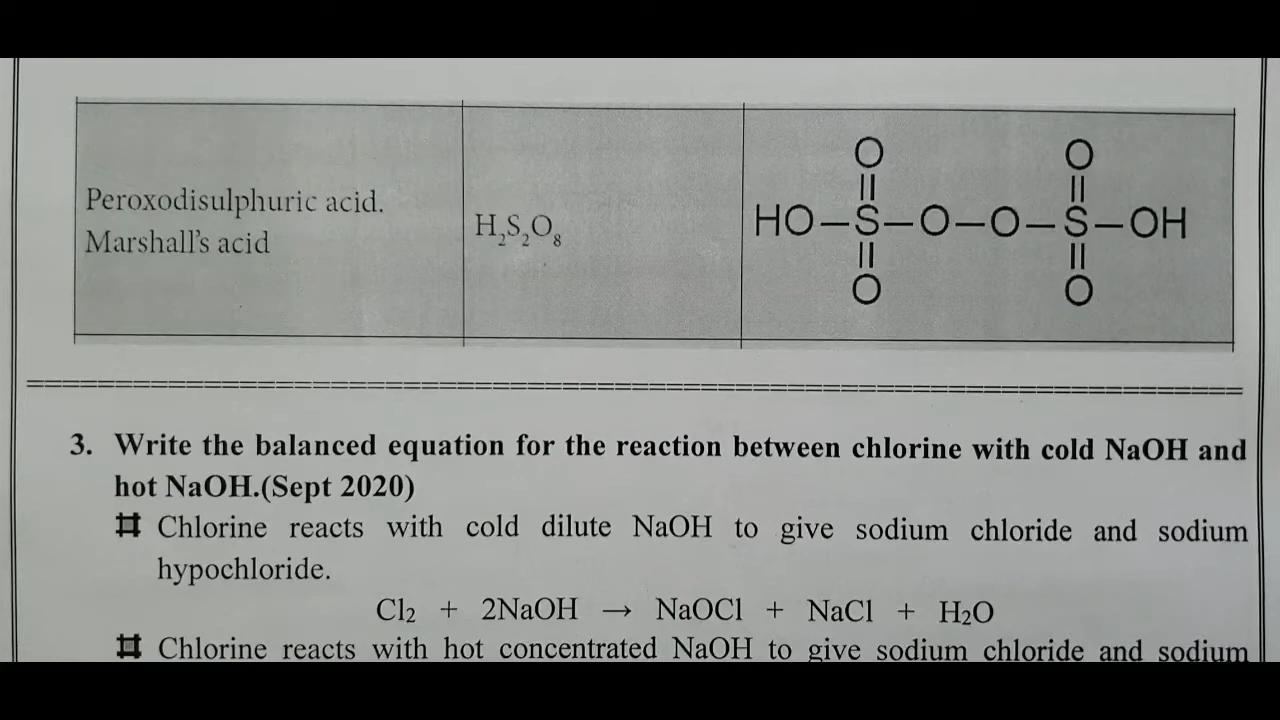 Peroxodisulphuric acid.
Marshall's acid
H₂S₂O₈
O O
|| ||
HO—S—O—O—S—OH
|| ||
O O
3. Write the balanced equation for the reaction between chlorine with cold NaOH and
hot NaOH.(Sept 2020)
Chlorine reacts with cold dilute NaOH to give sodium chloride and sodium
hypochloride.
Cl₂ + 2NaOH → NaOCl + NaCl + H₂O
Chlorine reacts with hot concentrated NaOH to give sodium chloride and sodium